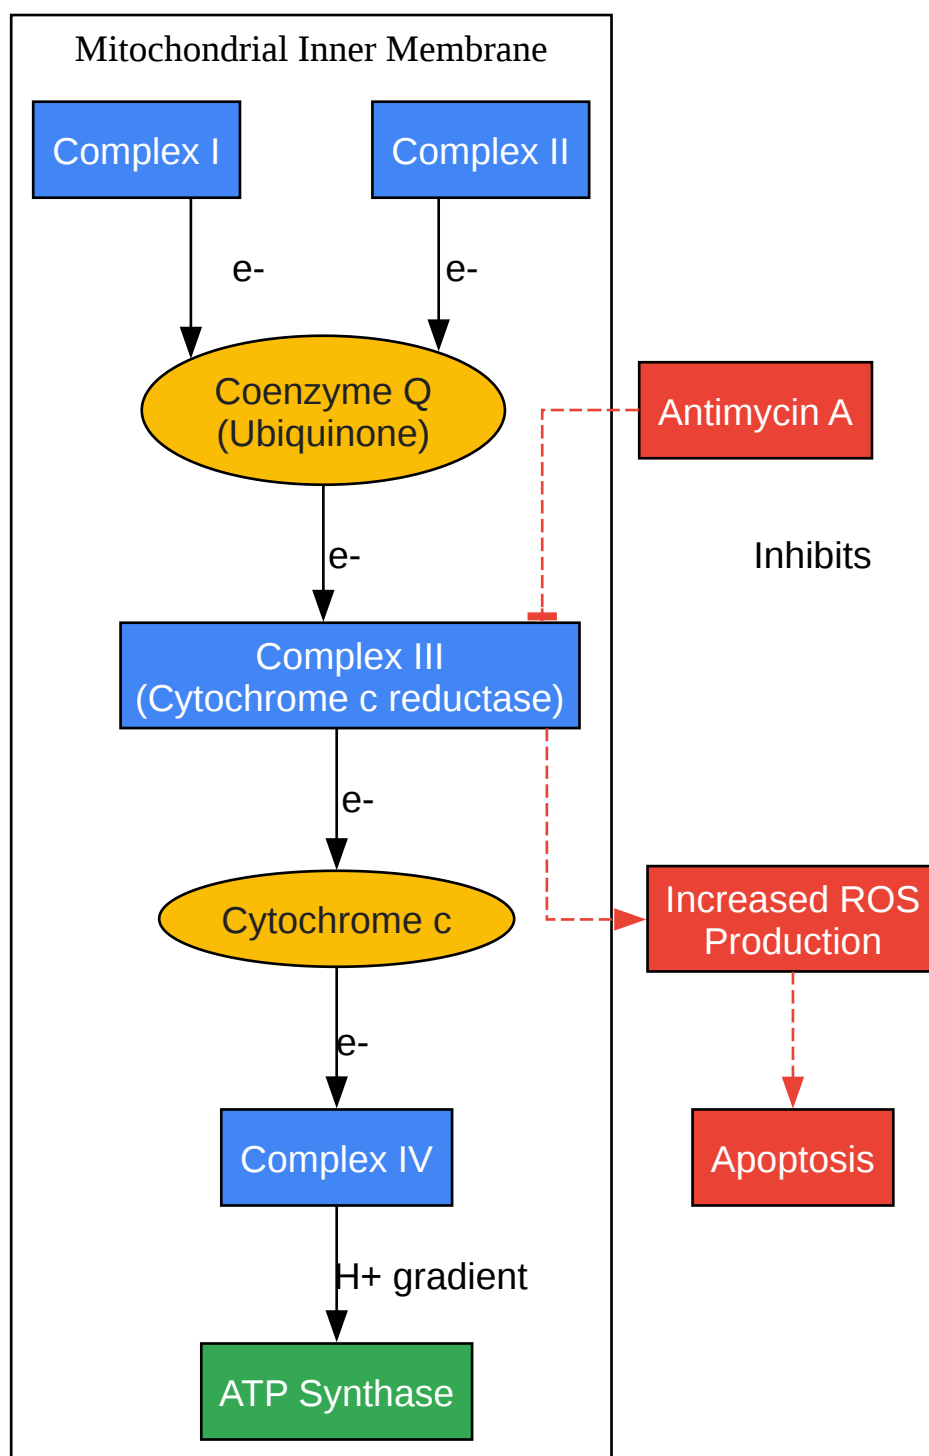 Mitochondrial Inner Membrane
Complex I
Complex II
e-
e-
Coenzyme Q
(Ubiquinone)
Antimycin A
e-
Inhibits
Complex III
(Cytochrome c reductase)
e-
Cytochrome c
Increased ROS
Production
e-
Complex IV
Apoptosis
H+ gradient
ATP Synthase